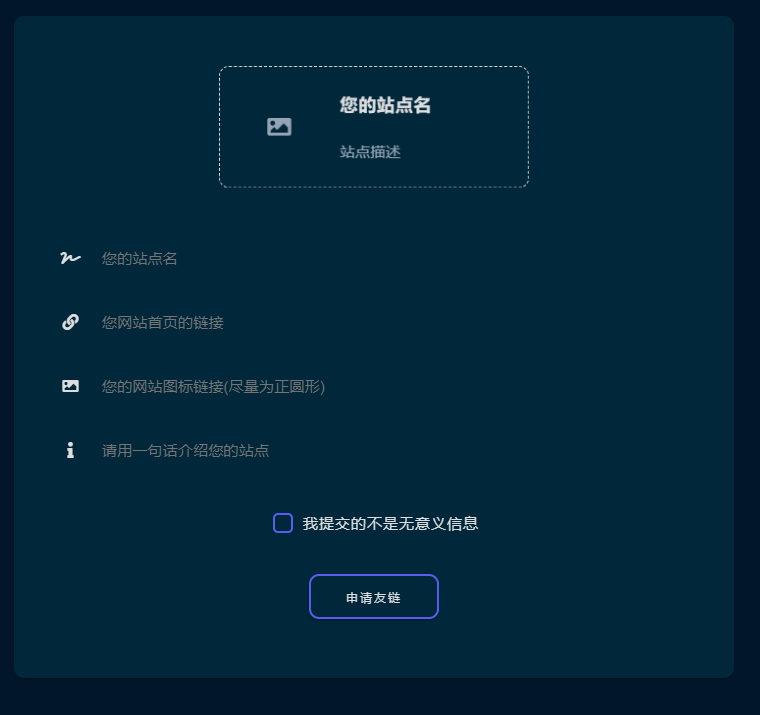 您的站点名
站点描述
您的站点名
您网站首页的链接
您的网站图标链接(尽量为正圆形)
请用一句话介绍您的站点
我提交的不是无意义信息
申请友链